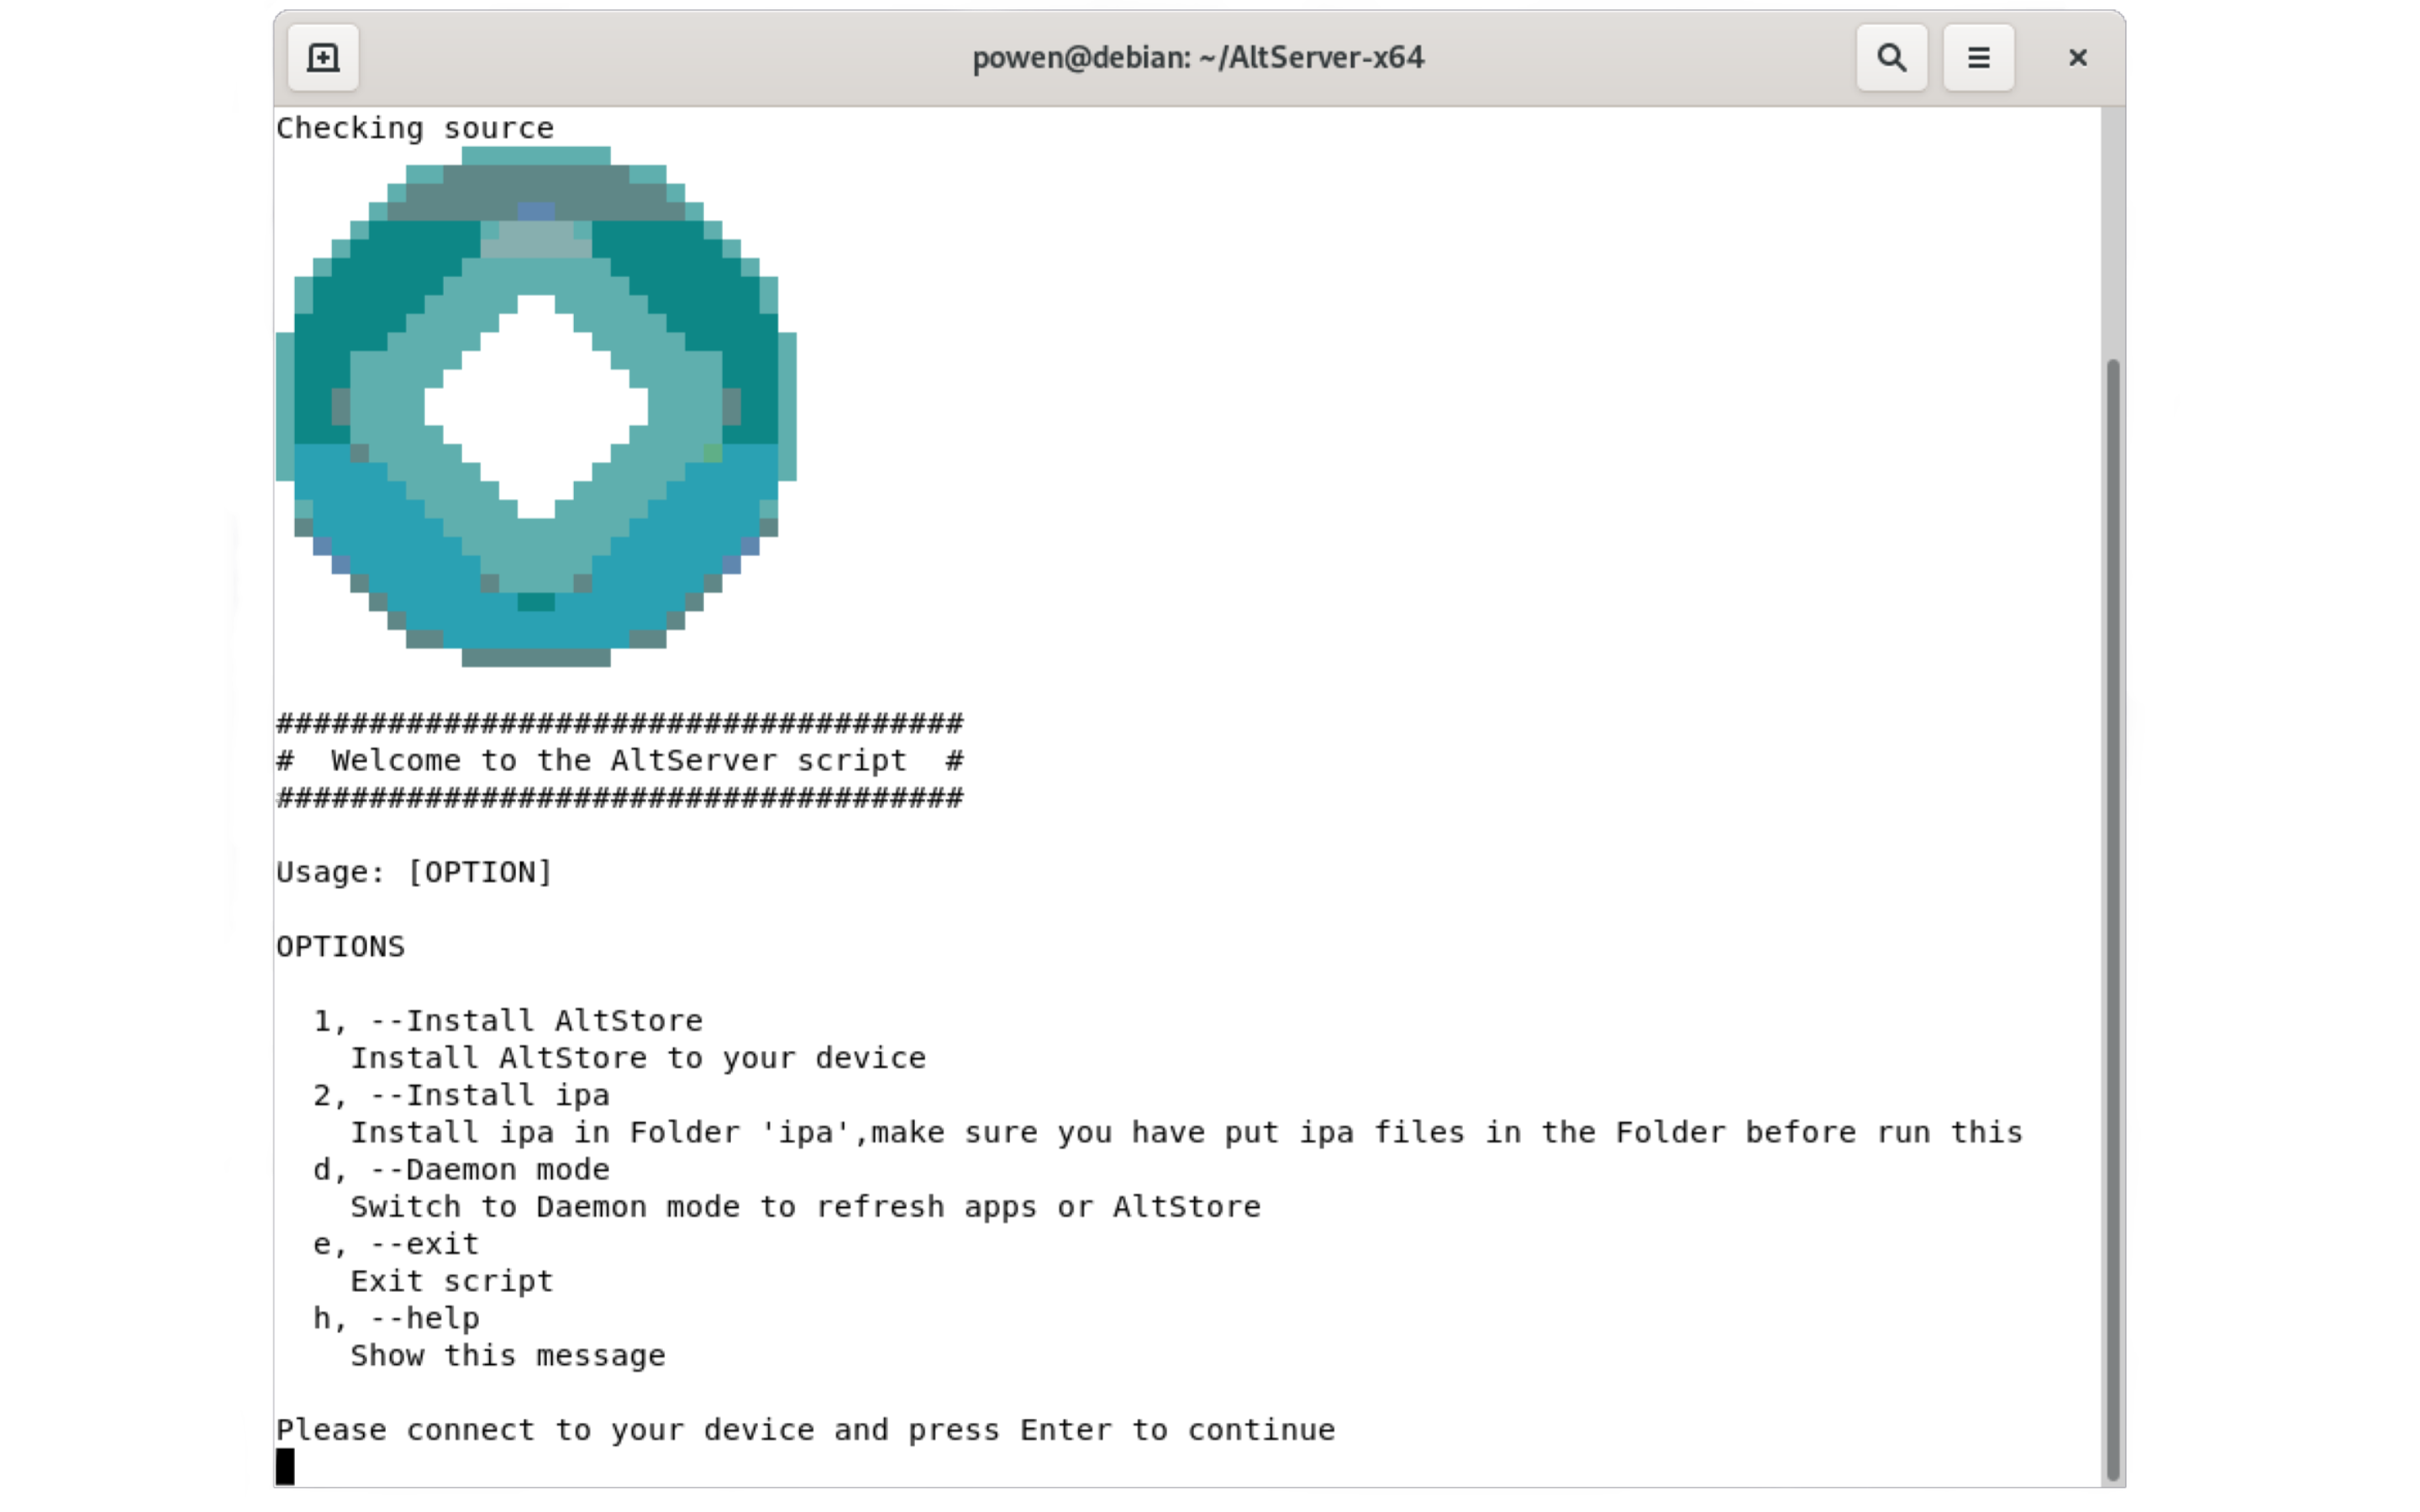 powen@debian: ~/AltServer-x64
Checking source
#####################################
#  Welcome to the AltServer script  #
#####################################
Usage: [OPTION]
OPTIONS
1, --Install AltStore
Install AltStore to your device
2, --Install ipa
Install ipa in Folder 'ipa',make sure you have put ipa files in the Folder before run this
d, --Daemon mode
Switch to Daemon mode to refresh apps or AltStore
e, --exit
Exit script
h, --help
Show this message
Please connect to your device and press Enter to continue